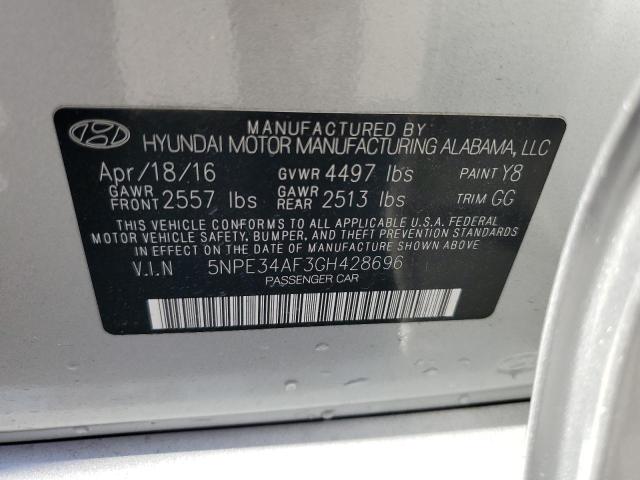 MANUFACTURED BY
HYUNDAI MOTOR MANUFACTURING ALABAMA, LLC
Apr/18/16 GVWR 4497 lbs PAINT Y8
GAWR FRONT 2557 lbs GAWR REAR 2513 lbs TRIM GG
THIS VEHICLE CONFORMS TO ALL APPLICABLE U.S.A. FEDERAL
MOTOR VEHICLE SAFETY, BUMPER, AND THEFT PREVENTION STANDARDS
IN EFFECT ON THE DATE OF MANUFACTURE SHOWN ABOVE.
V.I.N 5NPE34AF3GH428696
PASSENGER CAR